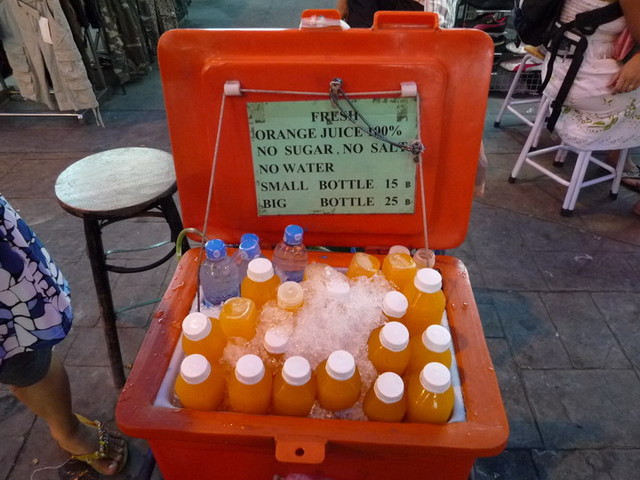 FRESH
ORANGE JUICE 100%
NO SUGAR, NO SALT
NO WATER
SMALL BOTTLE 15 B
BIG BOTTLE 25 B